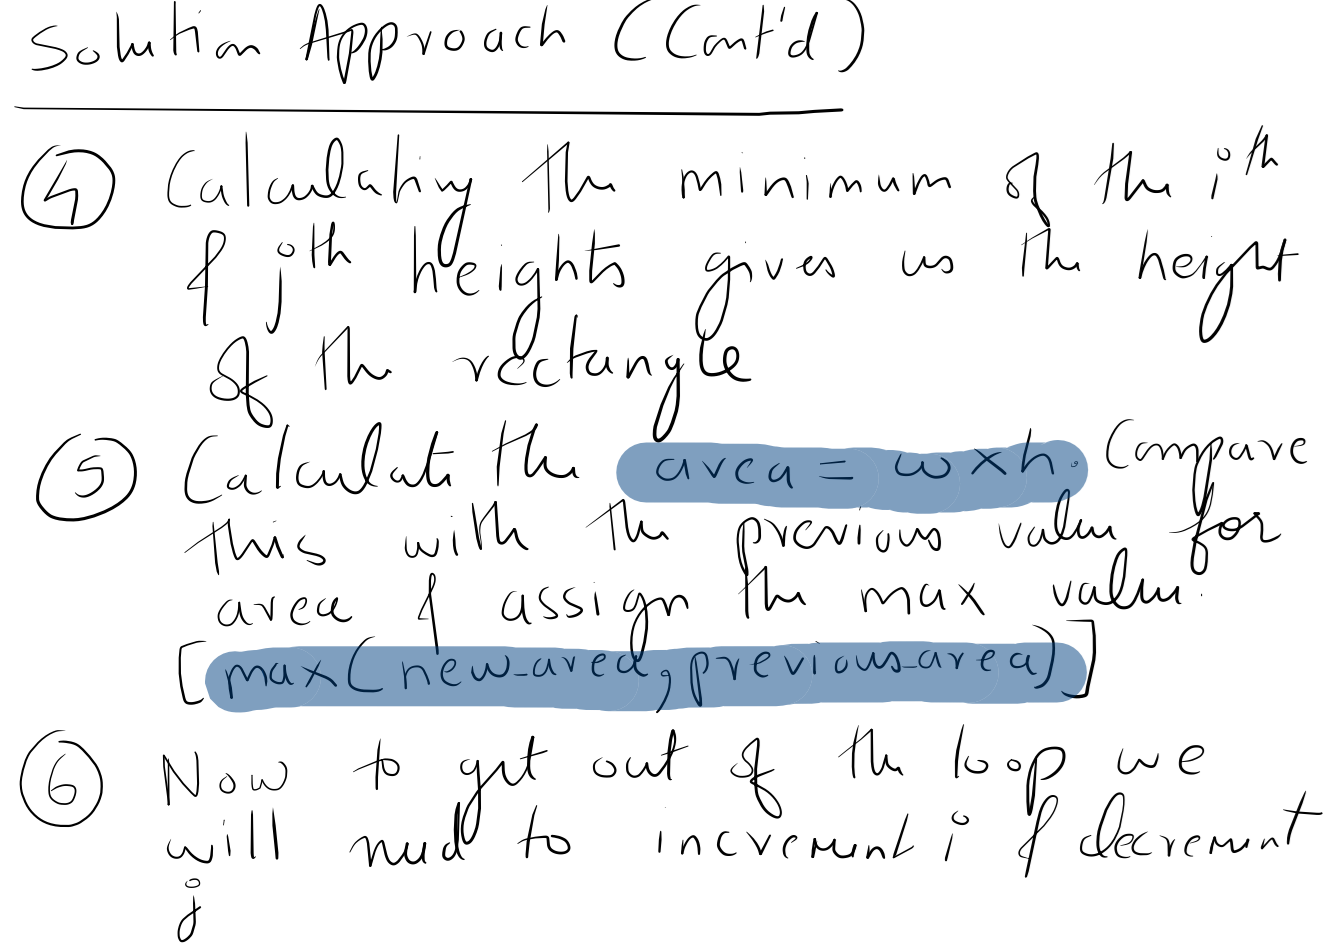 Solution Approach (Cont'd)
4 Calculating the minimum of the ith
& jth heights gives us the height
of the rectangle
5 Calculate the area = w x h. Compare
this with the previous value for
area & assign the max value.
[max(new_area, previous_area)]
6 Now to get out of the loop we
will need to increment i & decrement
j